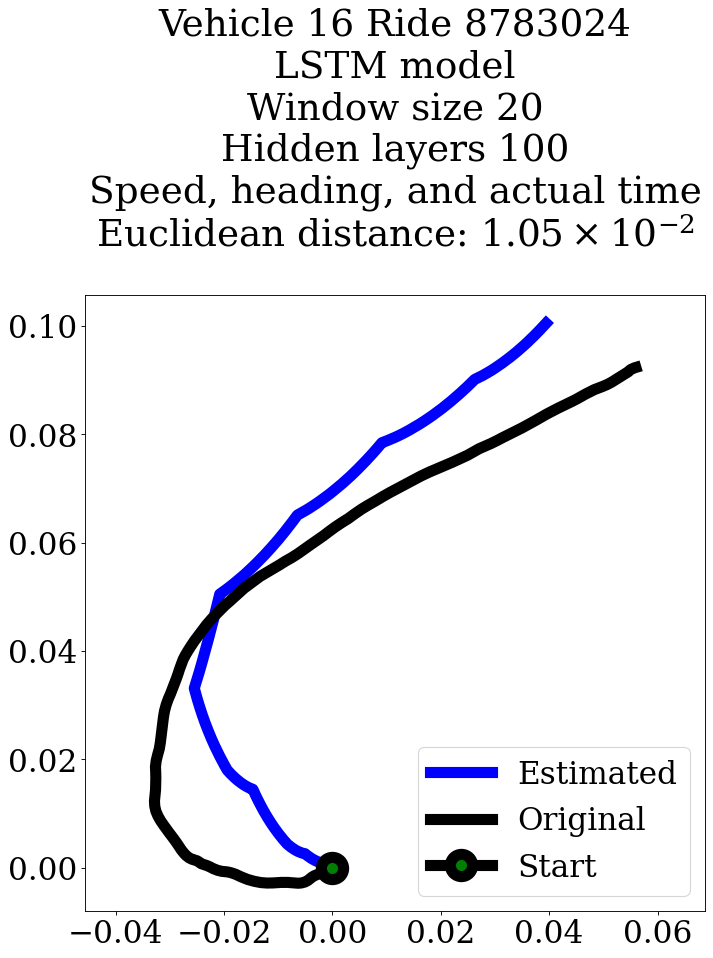 Vehicle 16 Ride 8783024
LSTM model
Window size 20
Hidden layers 100
Speed, heading, and actual time
Euclidean distance: 1.05 × 10⁻²
0.10
0.08
0.06
0.04
0.02
0.00
Estimated
Original
Start
−0.04 −0.02 0.00 0.02 0.04 0.06